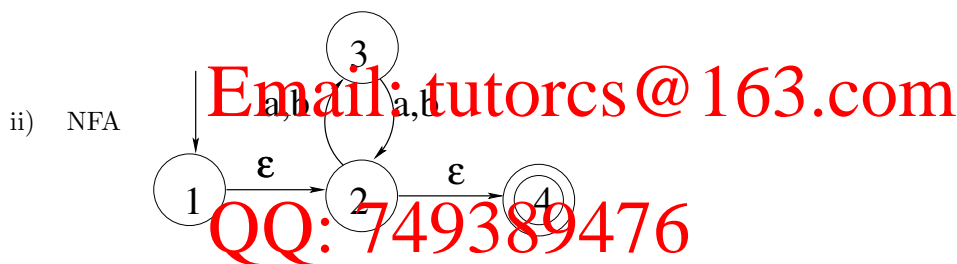 3
Email: tutorcs@163.com
a,b a,b
ii) NFA
ε ε
1 2 4
QQ: 749389476